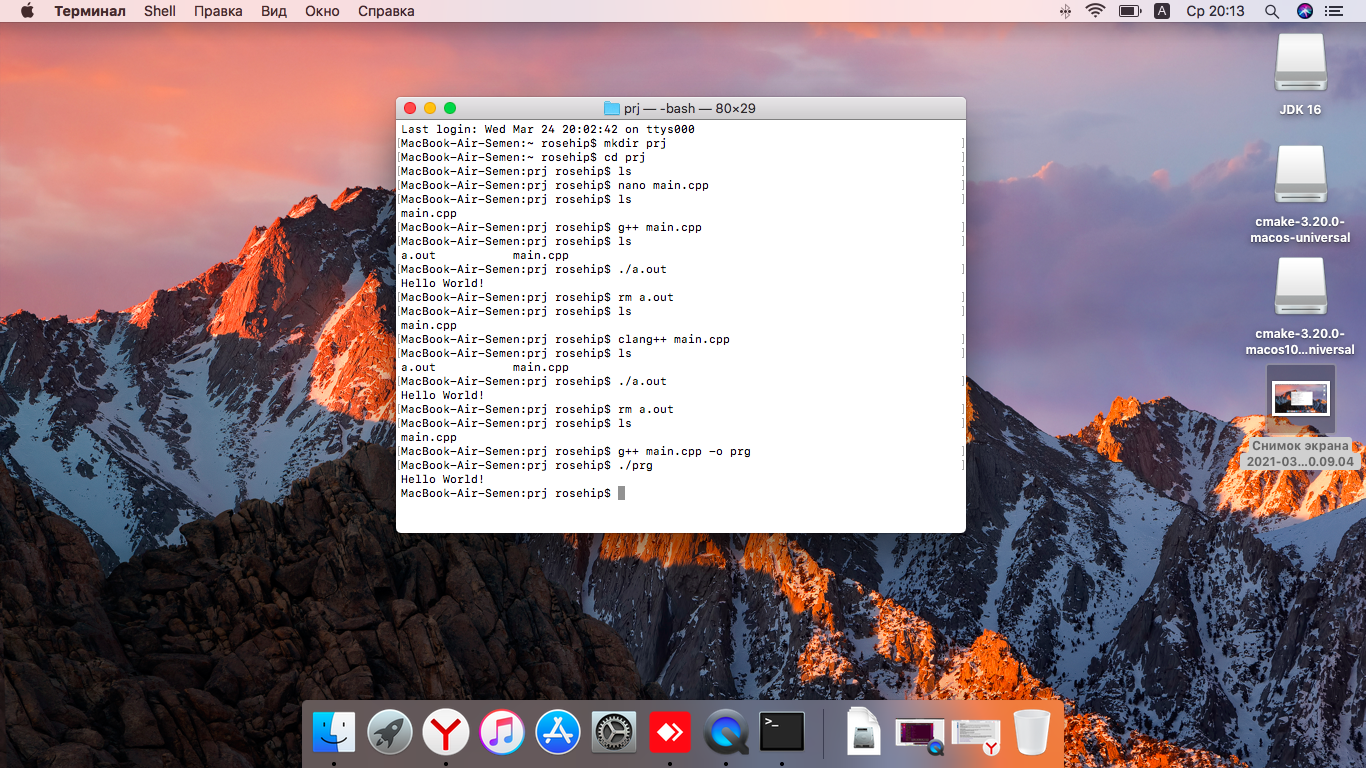 Терминал Shell Правка Вид Окно Справка A Ср 20:13
prj — -bash — 80×29
Last login: Wed Mar 24 20:02:42 on ttys000
[MacBook-Air-Semen:~ rosehip$ mkdir prj ]
[MacBook-Air-Semen:~ rosehip$ cd prj ]
[MacBook-Air-Semen:prj rosehip$ ls ]
[MacBook-Air-Semen:prj rosehip$ nano main.cpp ]
[MacBook-Air-Semen:prj rosehip$ ls ]
main.cpp
[MacBook-Air-Semen:prj rosehip$ g++ main.cpp ]
[MacBook-Air-Semen:prj rosehip$ ls ]
a.out main.cpp
[MacBook-Air-Semen:prj rosehip$ ./a.out ]
Hello World!
[MacBook-Air-Semen:prj rosehip$ rm a.out ]
[MacBook-Air-Semen:prj rosehip$ ls ]
main.cpp
[MacBook-Air-Semen:prj rosehip$ clang++ main.cpp ]
[MacBook-Air-Semen:prj rosehip$ ls ]
a.out main.cpp
[MacBook-Air-Semen:prj rosehip$ ./a.out ]
Hello World!
[MacBook-Air-Semen:prj rosehip$ rm a.out ]
[MacBook-Air-Semen:prj rosehip$ ls ]
main.cpp
[MacBook-Air-Semen:prj rosehip$ g++ main.cpp -o prg ]
[MacBook-Air-Semen:prj rosehip$ ./prg ]
Hello World!
MacBook-Air-Semen:prj rosehip$
JDK 16
cmake-3.20.0-
macos-universal
cmake-3.20.0-
macos10...niversal
Снимок экрана
2021-03...0.09.04